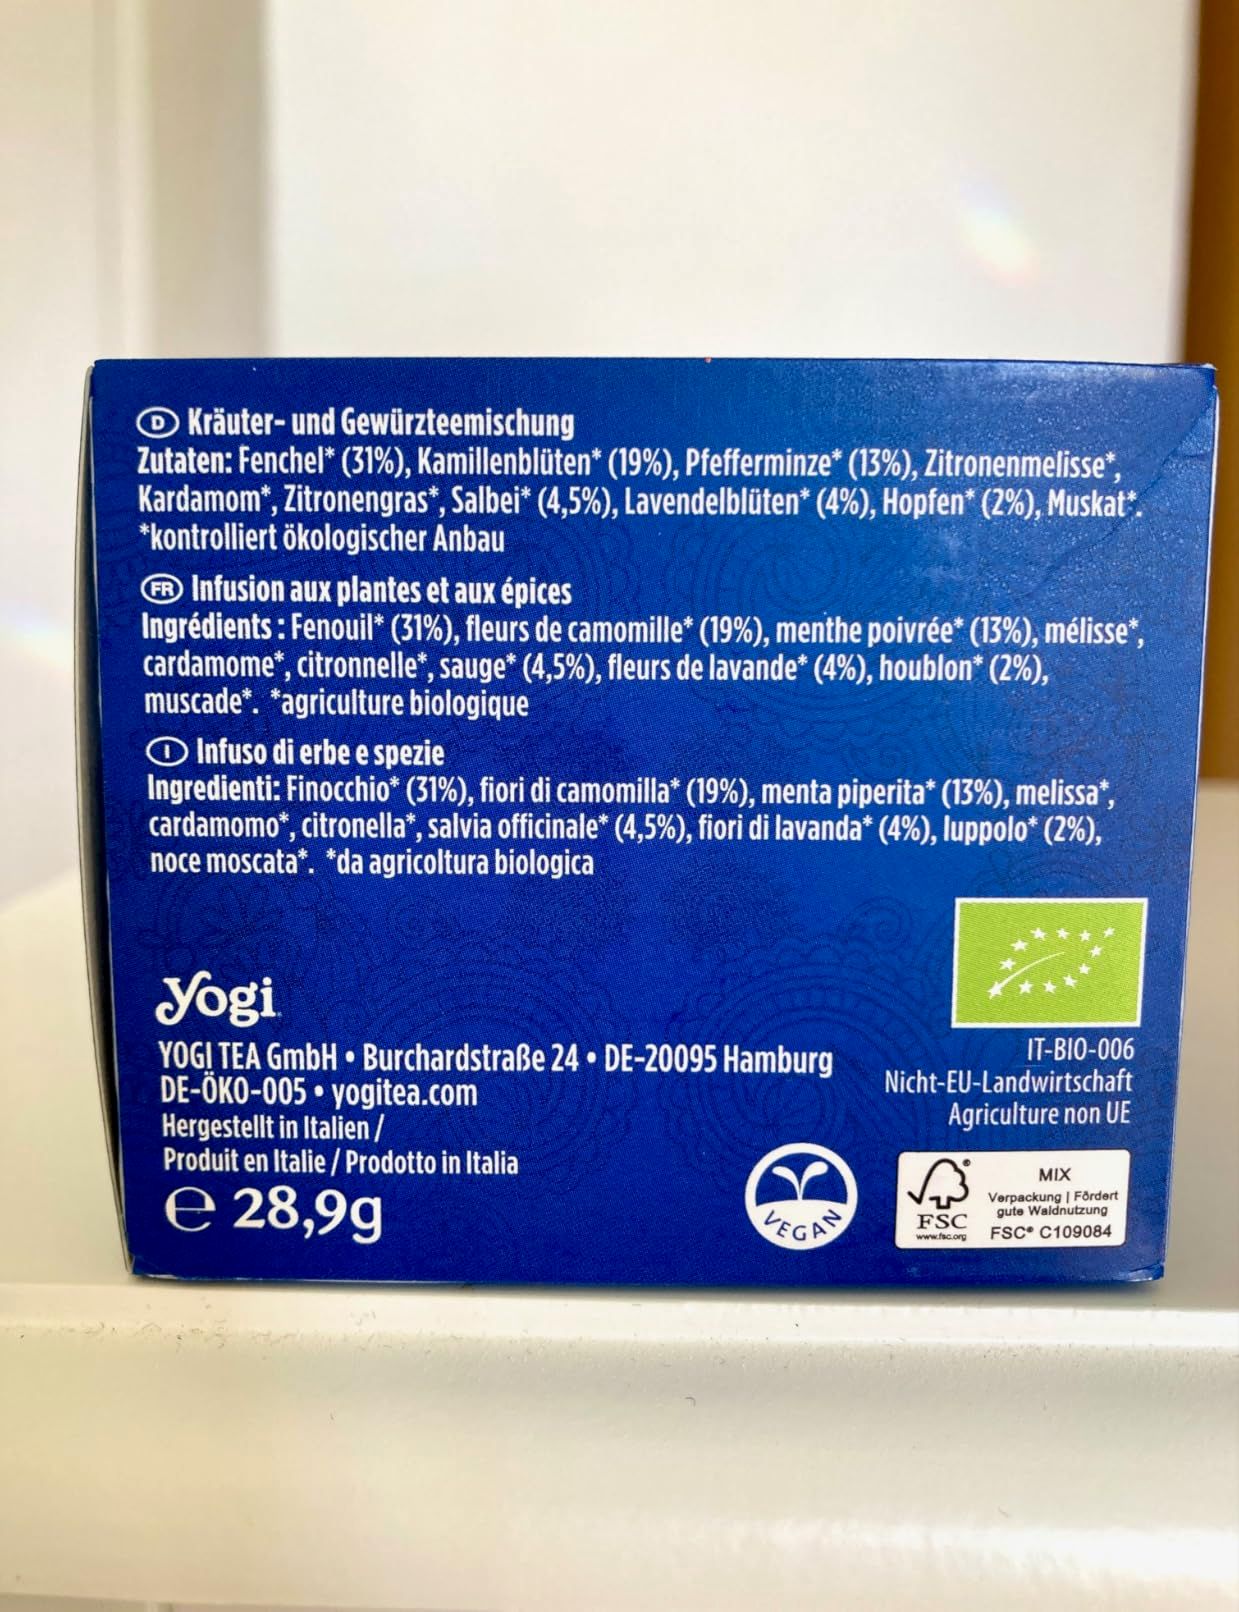 D Kräuter- und Gewürzteemischung
Zutaten: Fenchel* (31%), Kamillenblüten* (19%), Pfefferminze* (13%), Zitronenmelisse*,
Kardamom*, Zitronengras*, Salbei* (4,5%), Lavendelblüten* (4%), Hopfen* (2%), Muskat*.
*kontrolliert ökologischer Anbau
FR Infusion aux plantes et aux épices
Ingrédients : Fenouil* (31%), fleurs de camomille* (19%), menthe poivrée* (13%), mélisse*,
cardamome*, citronnelle*, sauge* (4,5%), fleurs de lavande* (4%), houblon* (2%),
muscade*. *agriculture biologique
I Infuso di erbe e spezie
Ingredienti: Finocchio* (31%), fiori di camomilla* (19%), menta piperita* (13%), melissa*,
cardamomo*, citronella*, salvia officinale* (4,5%), fiori di lavanda* (4%), luppolo* (2%),
noce moscata*. *da agricoltura biologica
yogi
YOGI TEA GmbH • Burchardstraße 24 • DE-20095 Hamburg
DE-ÖKO-005 • yogitea.com
Hergestellt in Italien /
Produit en Italie / Prodotto in Italia
e 28,9g
IT-BIO-006
Nicht-EU-Landwirtschaft
Agriculture non UE
VEGAN
FSC
www.fsc.org
MIX
Verpackung | Fördert
gute Waldnutzung
FSC® C109084